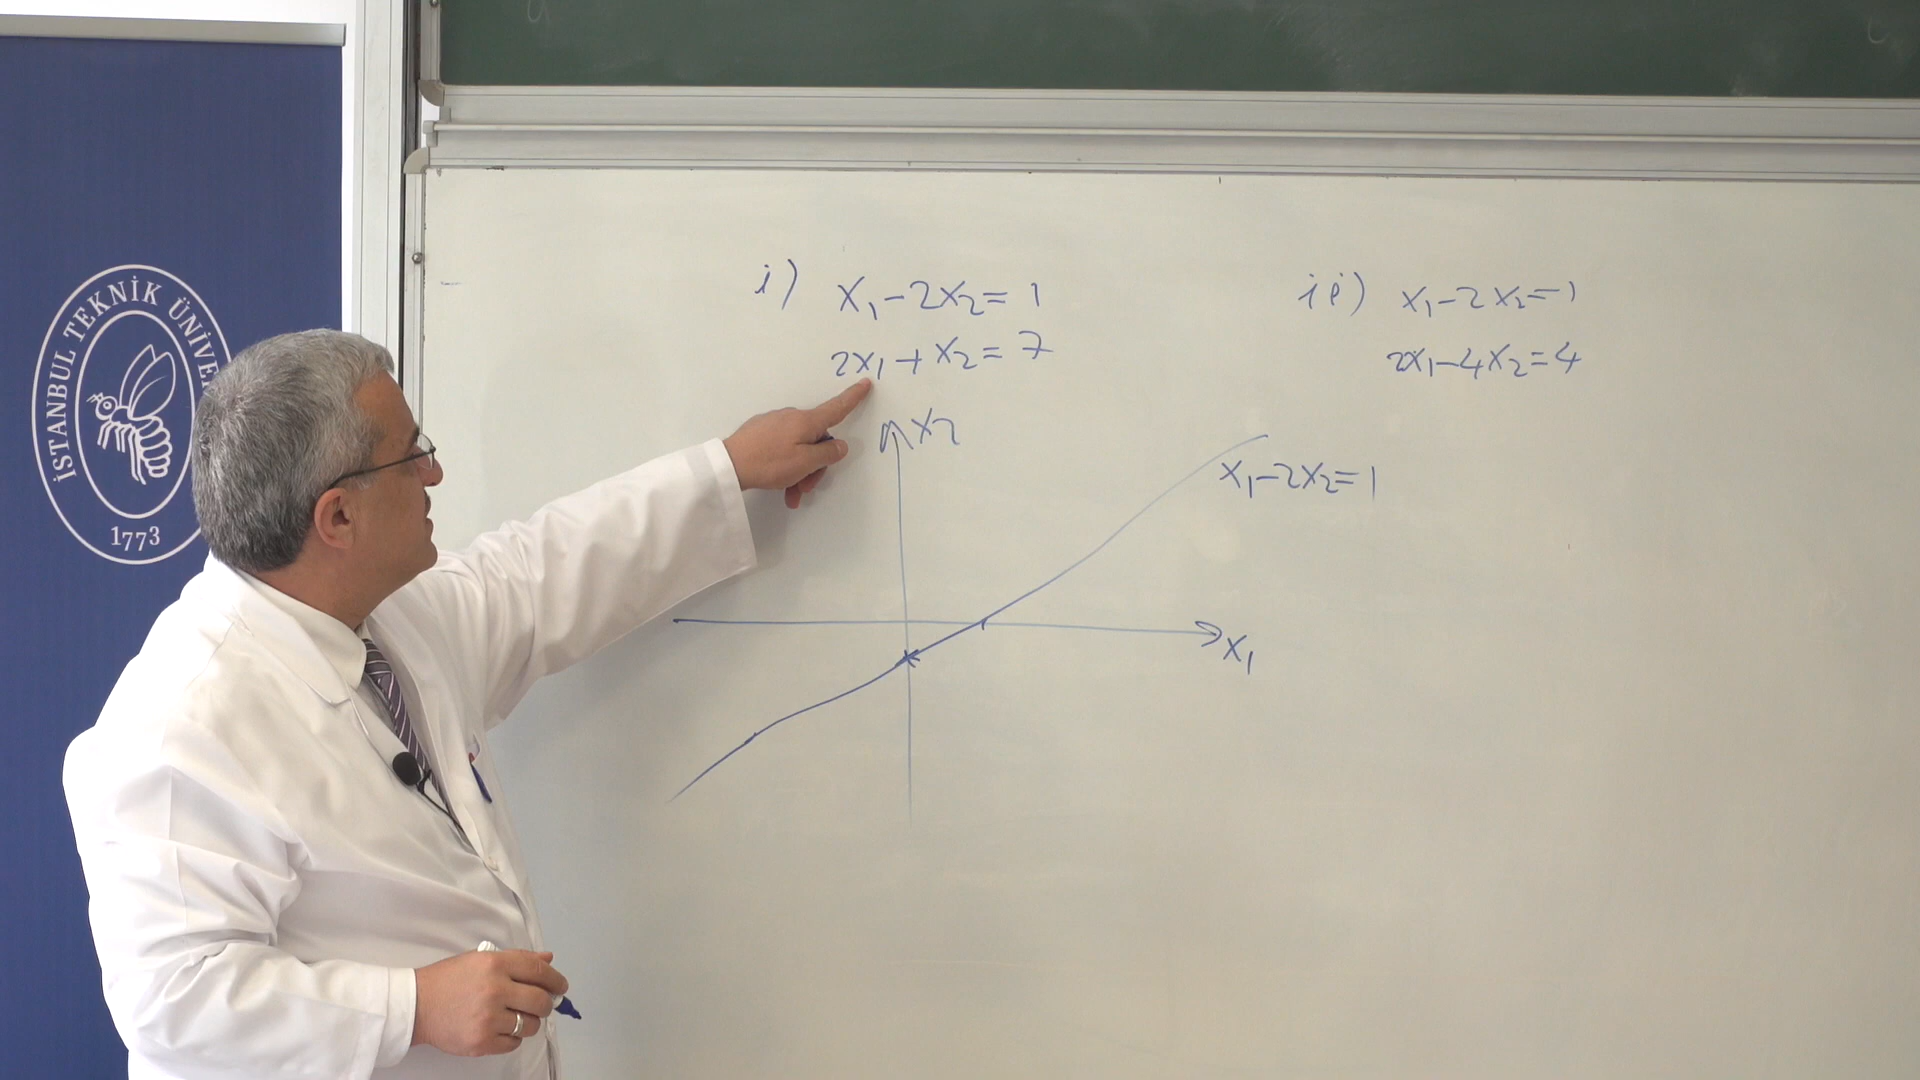 İSTANBUL TEKNİK ÜNİVE
1773
i) x₁-2x₂=1
2x₁+x₂=7
ii) x₁-2x₂=1
2x₁-4x₂=4
x₂
x₁-2x₂=1
x₁